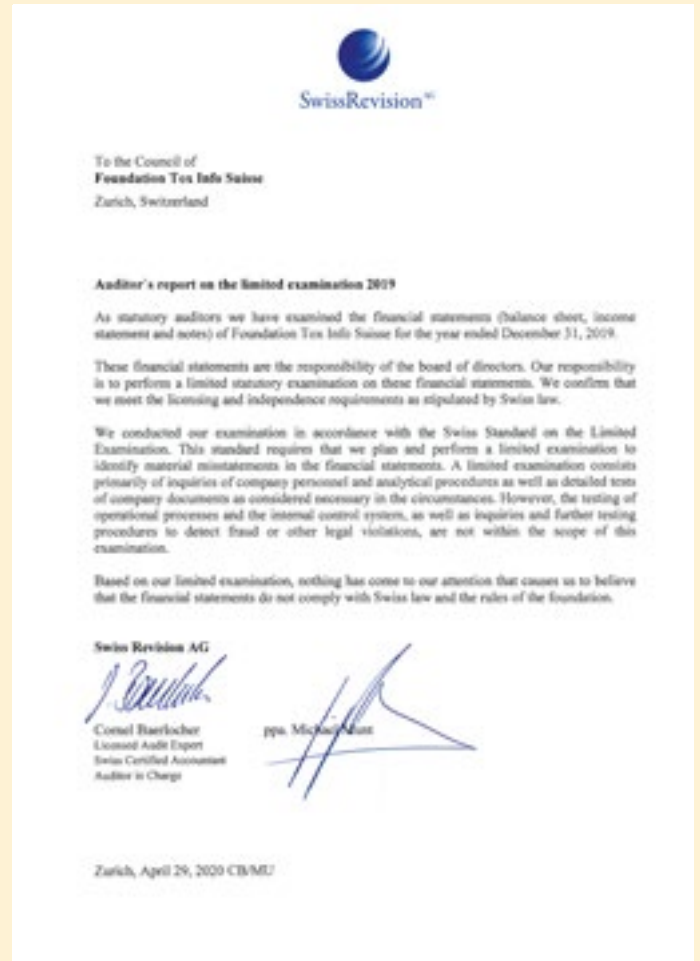 SwissRevision AG
To the Council of
Foundation Tox Info Suisse
Zurich, Switzerland
Auditor`s report on the limited examination 2019
As statutory auditors we have examined the financial statements (balance sheet, income
statement and notes) of Foundation Tox Info Suisse for the year ended December 31, 2019.
These financial statements are the responsibility of the board of directors. Our responsibility
is to perform a limited statutory examination on these financial statements. We confirm that
we meet the licensing and independence requirements as stipulated by Swiss law.
We conducted our examination in accordance with the Swiss Standard on the Limited
Examination. This standard requires that we plan and perform a limited examination to
identify material misstatements in the financial statements. A limited examination consists
primarily of inquiries of company personnel and analytical procedures as well as detailed tests
of company documents as considered necessary in the circumstances. However, the testing of
operational processes and the internal control system, as well as inquiries and further testing
procedures to detect fraud or other legal violations, are not within the scope of this
examination.
Based on our limited examination, nothing has come to our attention that causes us to believe
that the financial statements do not comply with Swiss law and the rules of the foundation.
Swiss Revision AG
Cornel Baerlocher ppa. Michael
Licensed Audit Expert
Swiss Certified Accountant
Auditor in Charge
Zurich, April 29, 2020 CB/MU